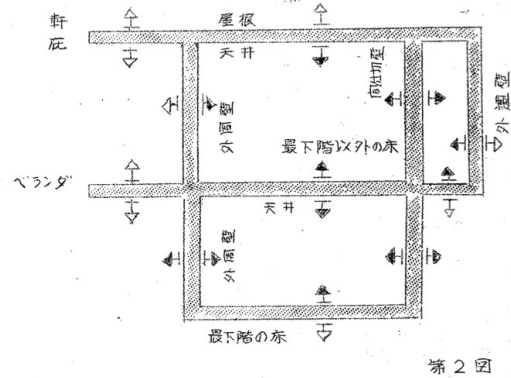 軒
庇
屋根
天井
間仕切壁
外周壁
外周壁
最下階以外の床
ベランダ
天井
外周壁
最下階の床
第2図